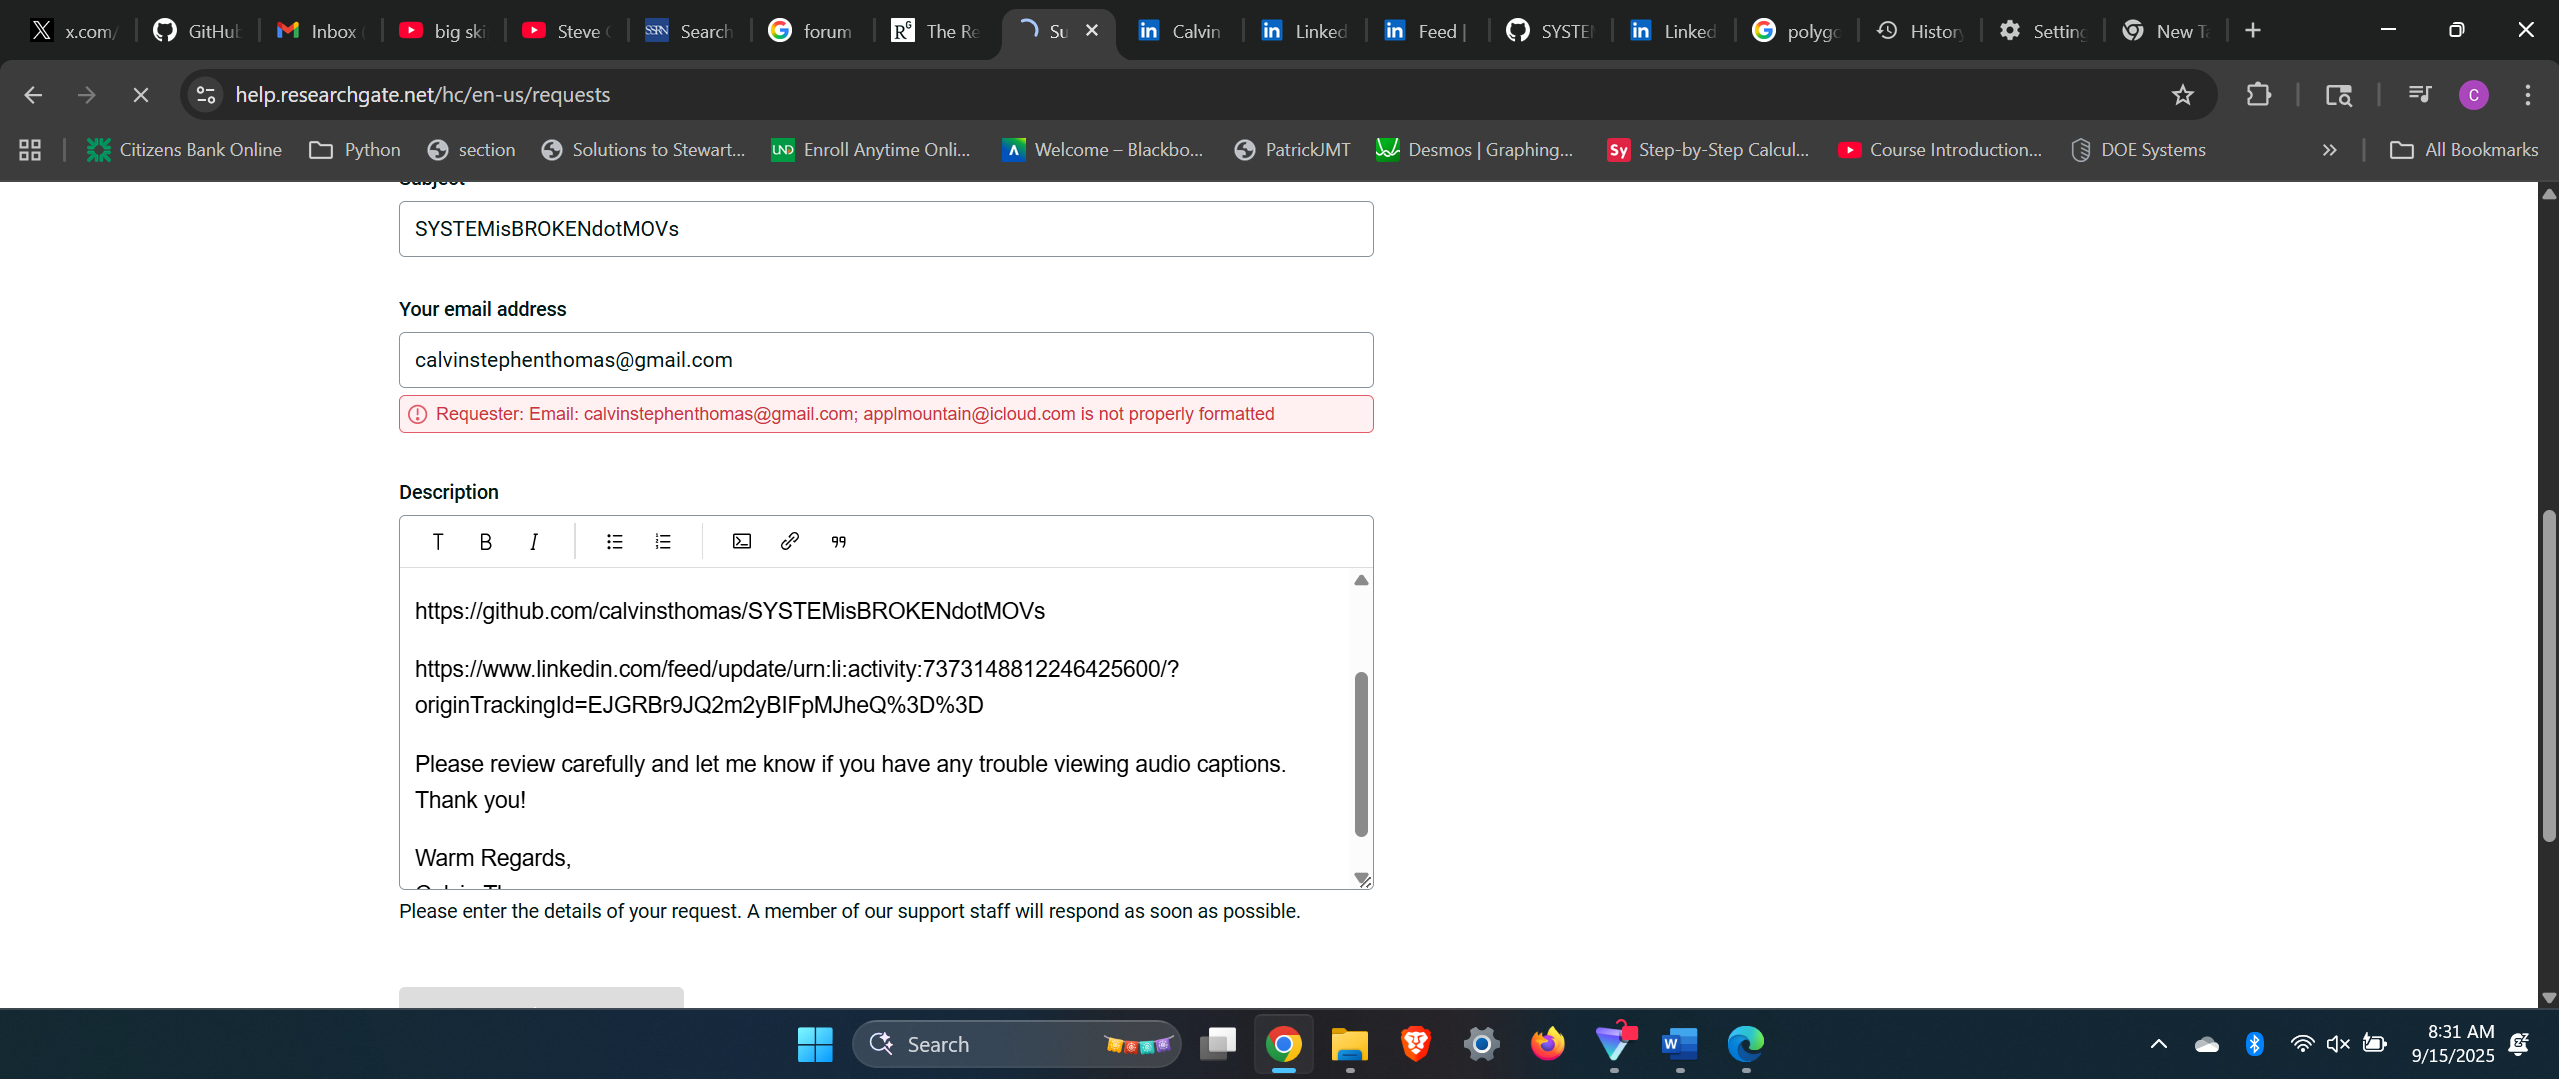 x.com/
GitHub
Inbox
big ski
Steve
SSRN Search
forum
The Re
Su
Calvin
Linked
Feed |
SYSTEM
Linked
polygo
History
Setting
New Ta
help.researchgate.net/hc/en-us/requests
C
Citizens Bank Online
Python
section
Solutions to Stewart...
UND Enroll Anytime Onli...
Welcome – Blackbo...
PatrickJMT
Desmos | Graphing...
Sy Step-by-Step Calcul...
Course Introduction...
DOE Systems
All Bookmarks
Subject
SYSTEMisBROKENdotMOVs
Your email address
calvinstephenthomas@gmail.com
Requester: Email: calvinstephenthomas@gmail.com; applmountain@icloud.com is not properly formatted
Description
T B I
https://github.com/calvinsthomas/SYSTEMisBROKENdotMOVs
https://www.linkedin.com/feed/update/urn:li:activity:7373148812246425600/?
originTrackingId=EJGRBr9JQ2m2yBIFpMJheQ%3D%3D
Please review carefully and let me know if you have any trouble viewing audio captions.
Thank you!
Warm Regards,
Please enter the details of your request. A member of our support staff will respond as soon as possible.
Search
8:31 AM
9/15/2025